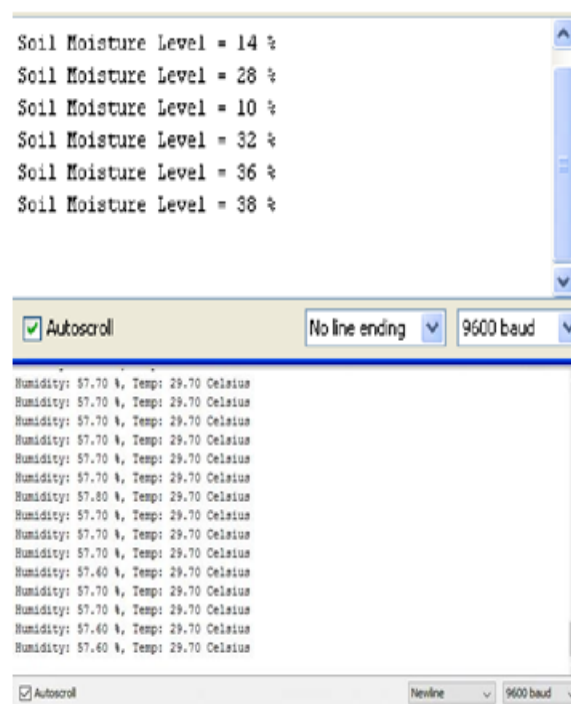 Soil Moisture Level = 14 %
Soil Moisture Level = 28 %
Soil Moisture Level = 10 %
Soil Moisture Level = 32 %
Soil Moisture Level = 36 %
Soil Moisture Level = 38 %
Autoscroll No line ending 9600 baud
Humidity: 57.70 %, Temp: 29.70 Celsius
Humidity: 57.70 %, Temp: 29.70 Celsius
Humidity: 57.70 %, Temp: 29.70 Celsius
Humidity: 57.70 %, Temp: 29.70 Celsius
Humidity: 57.70 %, Temp: 29.70 Celsius
Humidity: 57.70 %, Temp: 29.70 Celsius
Humidity: 57.80 %, Temp: 29.70 Celsius
Humidity: 57.70 %, Temp: 29.70 Celsius
Humidity: 57.70 %, Temp: 29.70 Celsius
Humidity: 57.70 %, Temp: 29.70 Celsius
Humidity: 57.60 %, Temp: 29.70 Celsius
Humidity: 57.70 %, Temp: 29.70 Celsius
Humidity: 57.70 %, Temp: 29.70 Celsius
Humidity: 57.60 %, Temp: 29.70 Celsius
Humidity: 57.60 %, Temp: 29.70 Celsius
Autoscroll Newline 9600 baud